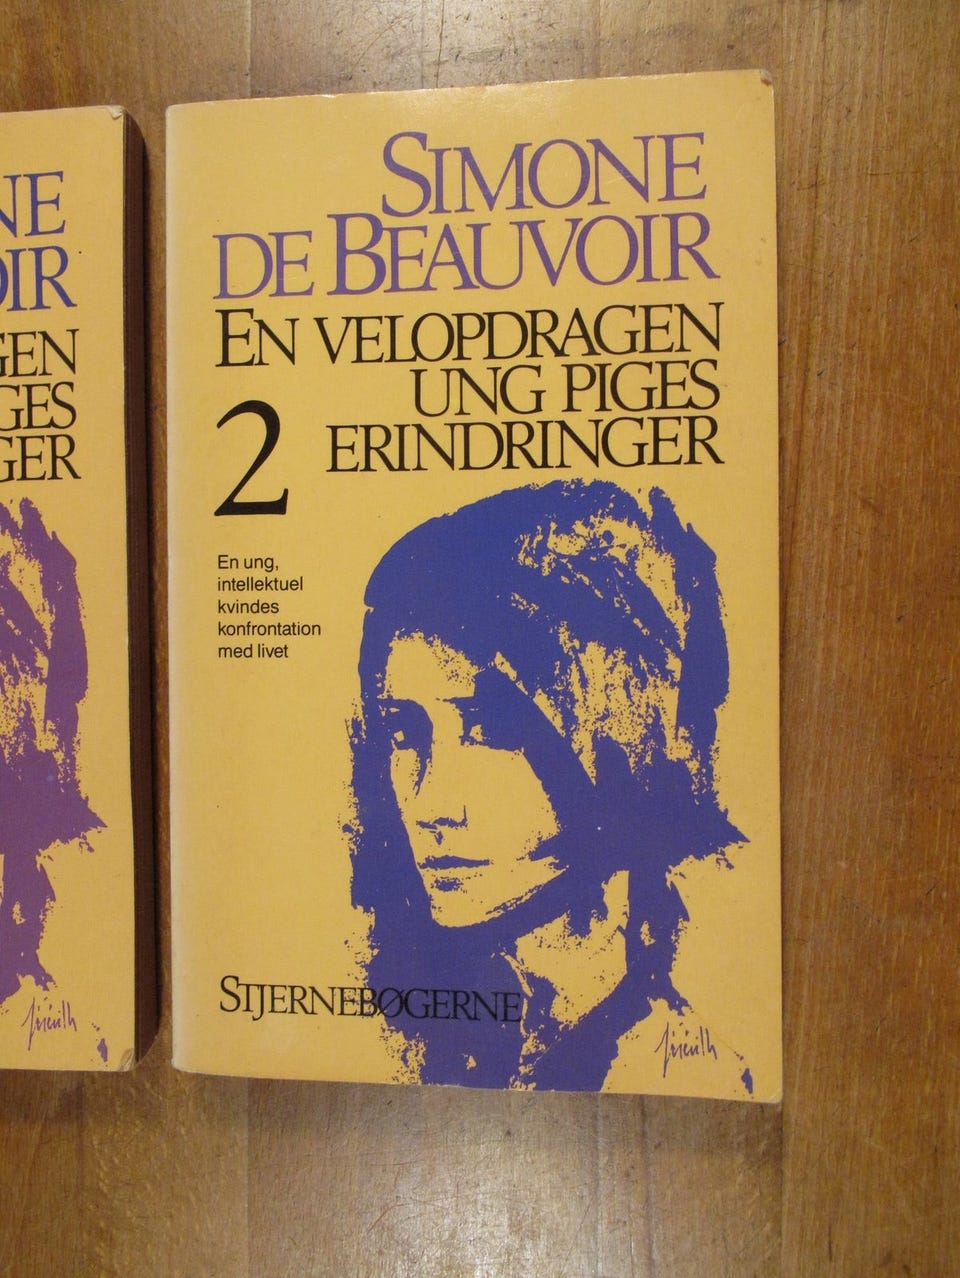 NE
OIR
GEN
GES
GER
SIMONE
DE BEAUVOIR
EN VELOPDRAGEN
UNG PIGES
ERINDRINGER
2
En ung,
intellektuel
kvindes
konfrontation
med livet
STJERNEBØGERNE